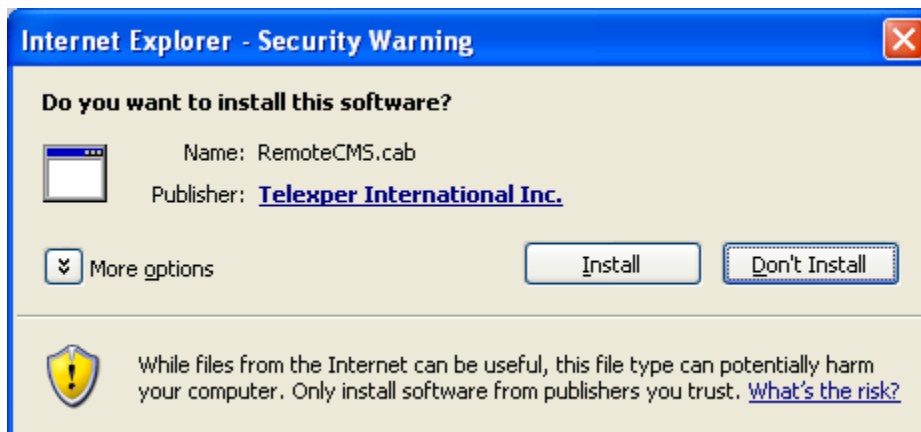 Internet Explorer - Security Warning
Do you want to install this software?
Name: RemoteCMS.cab
Publisher: Telexper International Inc.
More options
Install
Don't Install
While files from the Internet can be useful, this file type can potentially harm
your computer. Only install software from publishers you trust. What's the risk?